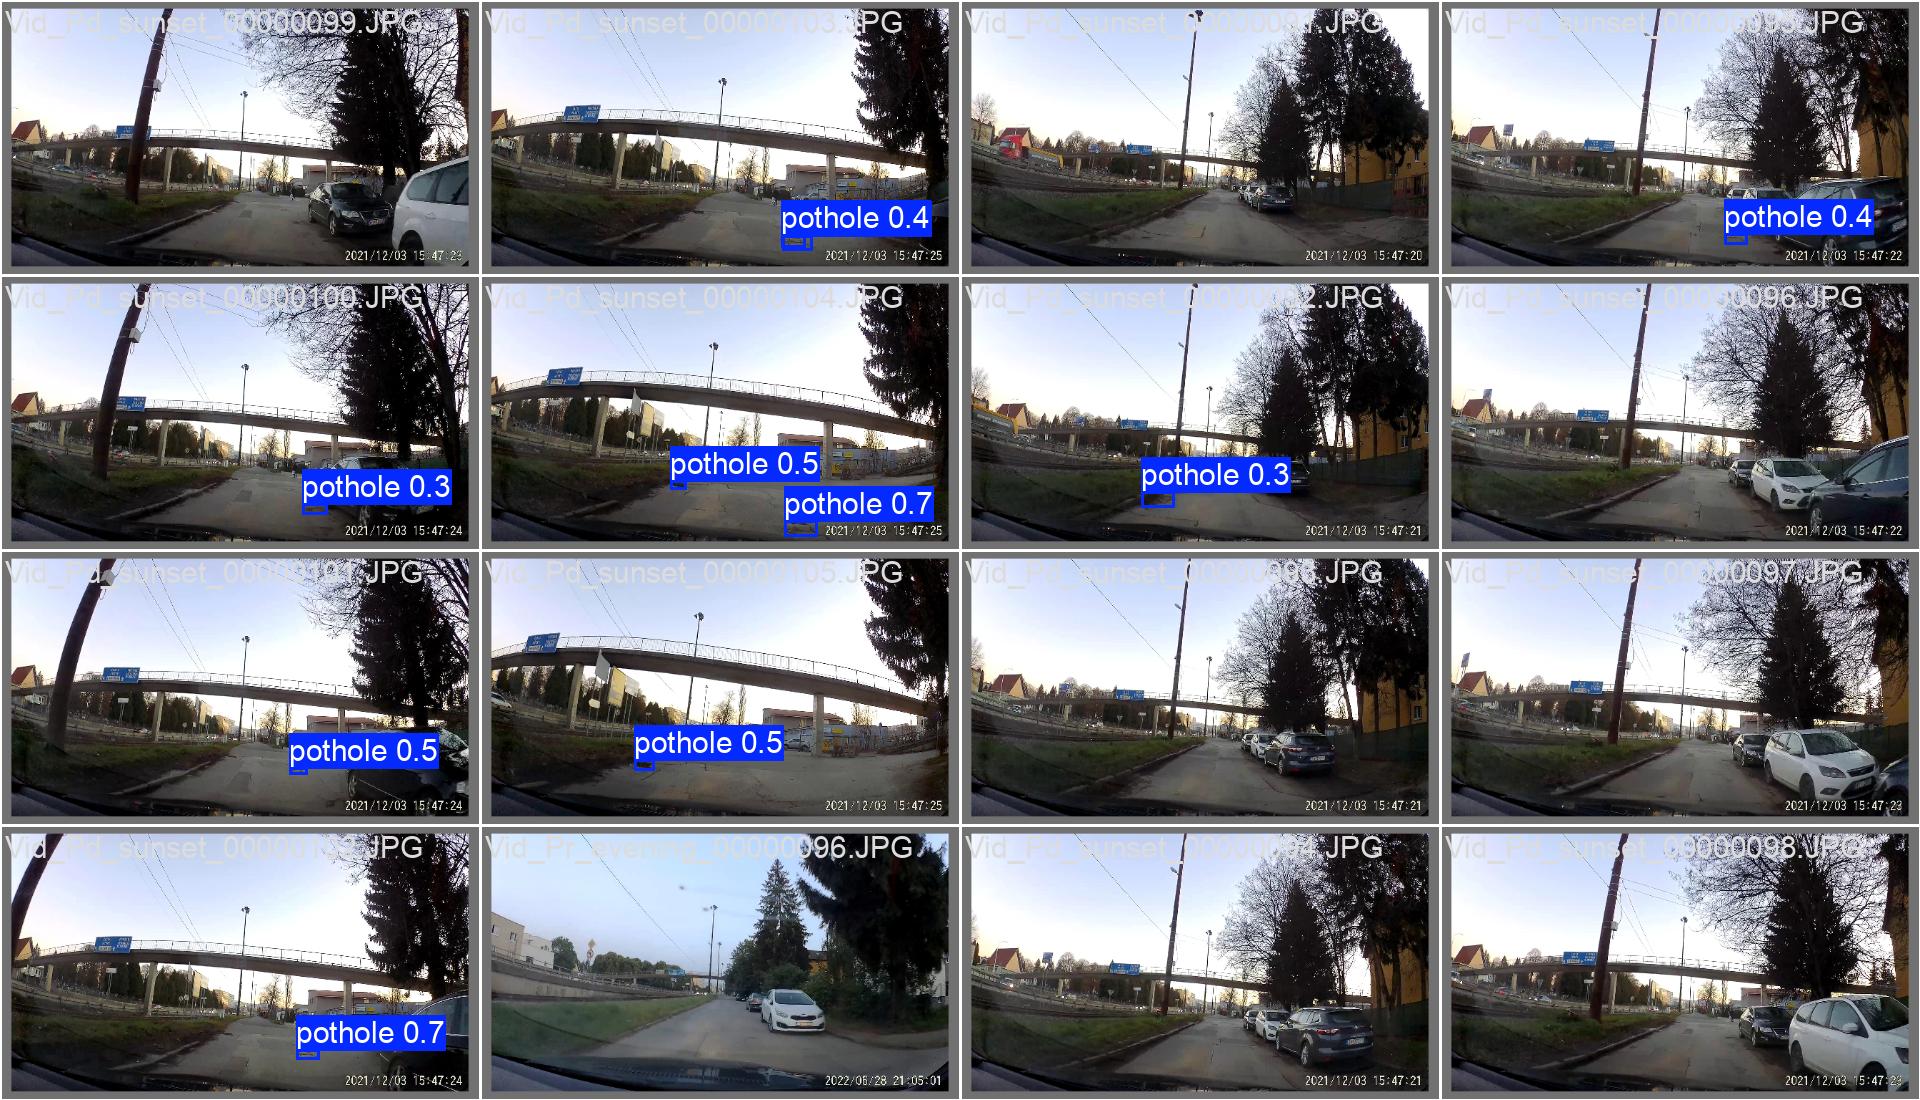 Vid_Pd_sunset_00000099.JPG
2021/12/03 15:47:23
Vid_Pd_sunset_00000103.JPG
pothole 0.4
2021/12/03 15:47:25
Vid_Pd_sunset_00000091.JPG
2021/12/03 15:47:20
Vid_Pd_sunset_00000095.JPG
pothole 0.4
2021/12/03 15:47:22
Vid_Pd_sunset_00000100.JPG
pothole 0.3
2021/12/03 15:47:24
Vid_Pd_sunset_00000104.JPG
pothole 0.5
pothole 0.7
2021/12/03 15:47:25
Vid_Pd_sunset_00000092.JPG
pothole 0.3
2021/12/03 15:47:21
Vid_Pd_sunset_00000096.JPG
2021/12/03 15:47:22
Vid_Pd_sunset_00000101.JPG
pothole 0.5
2021/12/03 15:47:24
Vid_Pd_sunset_00000105.JPG
pothole 0.5
2021/12/03 15:47:25
Vid_Pd_sunset_00000093.JPG
2021/12/03 15:47:21
Vid_Pd_sunset_00000097.JPG
2021/12/03 15:47:23
Vid_Pd_sunset_00000102.JPG
pothole 0.7
2021/12/03 15:47:24
Vid_Pr_evening_00000096.JPG
2022/06/28 21:05:01
Vid_Pd_sunset_00000094.JPG
2021/12/03 15:47:21
Vid_Pd_sunset_00000098.JPG
2021/12/03 15:47:23